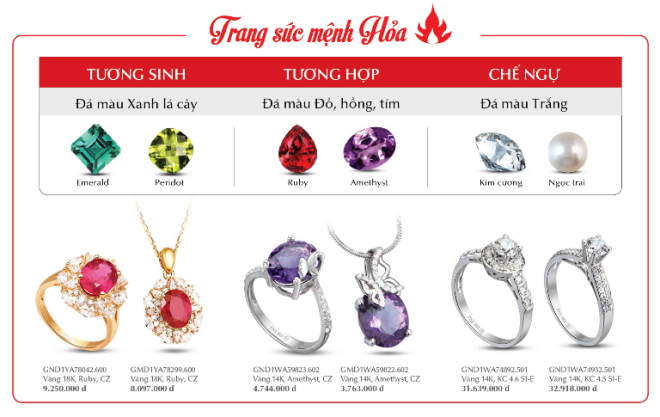 Trang sức mệnh Hỏa
TƯƠNG SINH
TƯƠNG HỢP
CHẾ NGỰ
Đá màu Xanh lá cây
Đá màu Đỏ, hồng, tím
Đá màu Trắng
Emerald
Peridot
Ruby
Amethyst
Kim cương
Ngọc trai
GND1YA78042.600
Vàng 18K, Ruby, CZ
9.250.000 đ
GMD1YA78299.600
Vàng 18K, Ruby, CZ
8.097.000 đ
GND1WA59823.602
Vàng 14K, Amethyst, CZ
4.744.000 đ
GMD1WA59822.602
Vàng 14K, Amethyst, CZ
3.763.000 đ
GND1WA74892.501
Vàng 14K, KC 4.6 SI-E
31.639.000 đ
GND1WA74932.501
Vàng 14K, KC 4.5 SI-E
32.918.000 đ